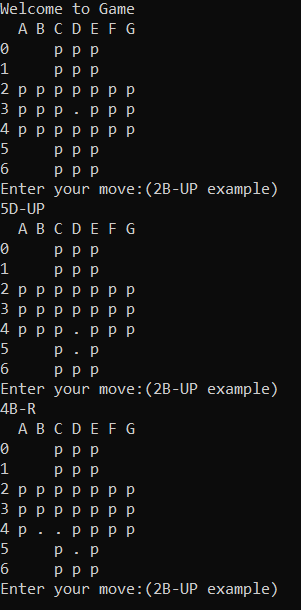 Welcome to Game
  A B C D E F G
0     p p p
1     p p p
2 p p p p p p p
3 p p p . p p p
4 p p p p p p p
5     p p p
6     p p p
Enter your move:(2B-UP example)
5D-UP
  A B C D E F G
0     p p p
1     p p p
2 p p p p p p p
3 p p p p p p p
4 p p p . p p p
5     p . p
6     p p p
Enter your move:(2B-UP example)
4B-R
  A B C D E F G
0     p p p
1     p p p
2 p p p p p p p
3 p p p p p p p
4 p . . p p p p
5     p . p
6     p p p
Enter your move:(2B-UP example)